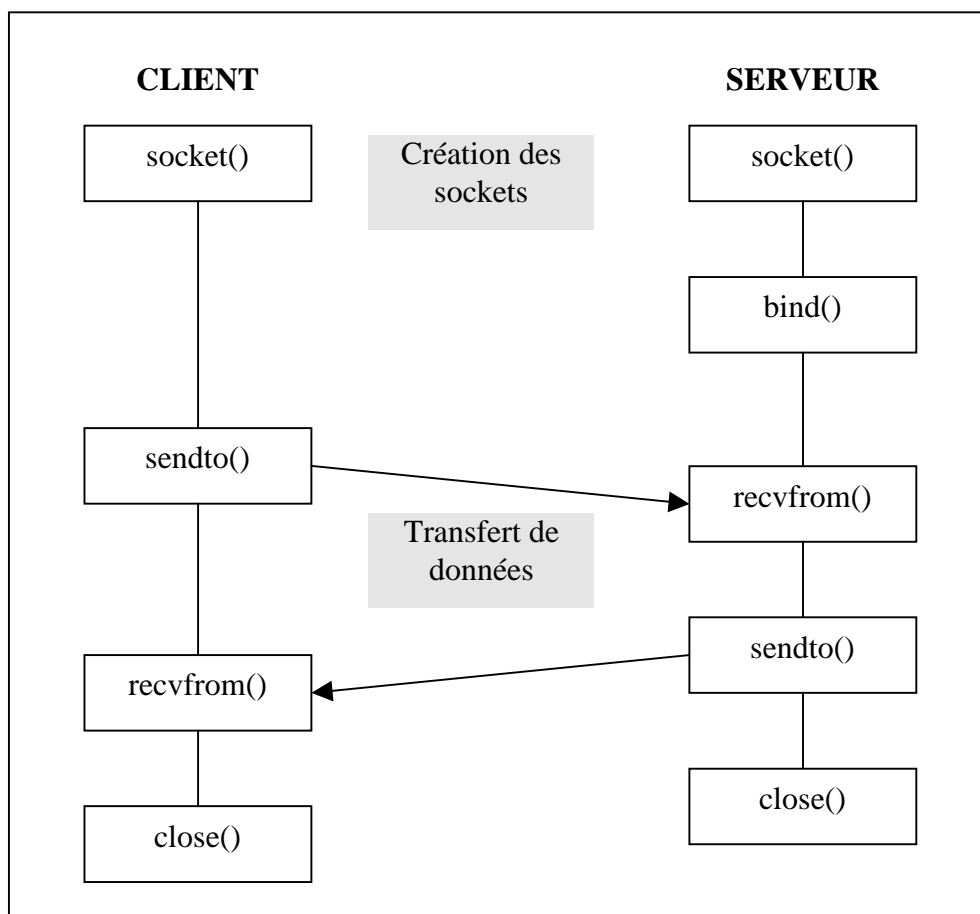 CLIENT
SERVEUR
socket()
Création des
sockets
socket()
bind()
sendto()
recvfrom()
Transfert de
données
sendto()
recvfrom()
close()
close()